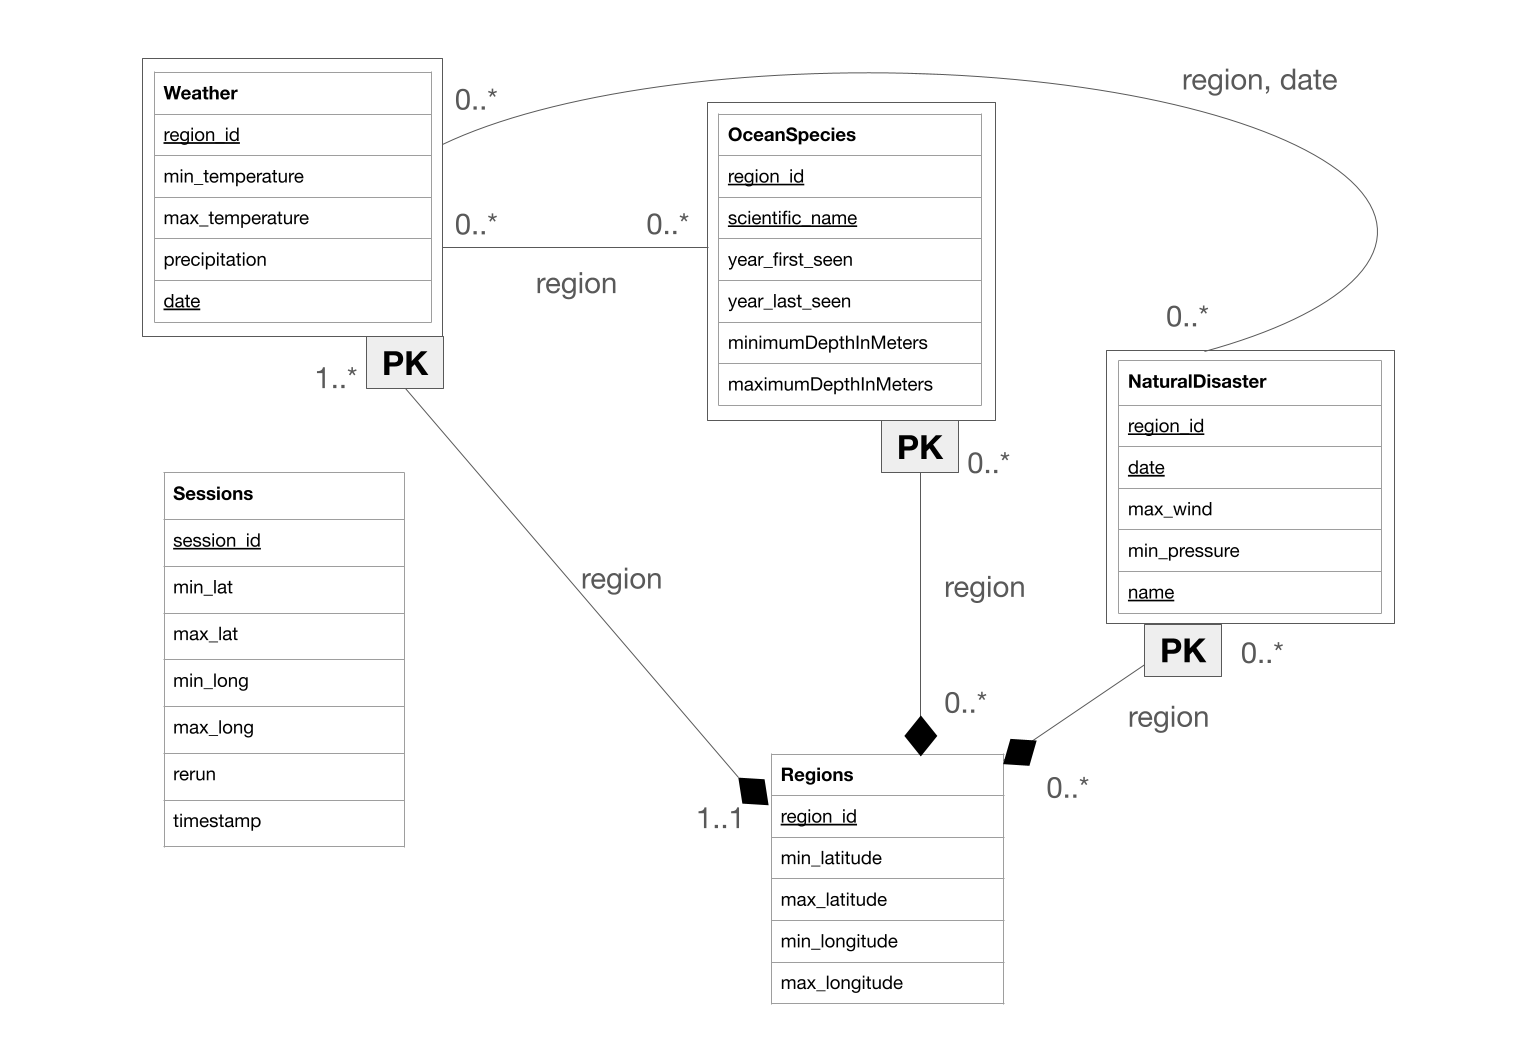 Weather
region_id
min_temperature
max_temperature
precipitation
date
PK
1..*
0..*
0..*
0..*
region
region, date
OceanSpecies
region_id
scientific_name
year_first_seen
year_last_seen
minimumDepthInMeters
maximumDepthInMeters
PK
0..*
0..*
NaturalDisaster
region_id
date
max_wind
min_pressure
name
PK
0..*
Sessions
session_id
min_lat
max_lat
min_long
max_long
rerun
timestamp
region
region
region
0..*
0..*
1..1
Regions
region_id
min_latitude
max_latitude
min_longitude
max_longitude